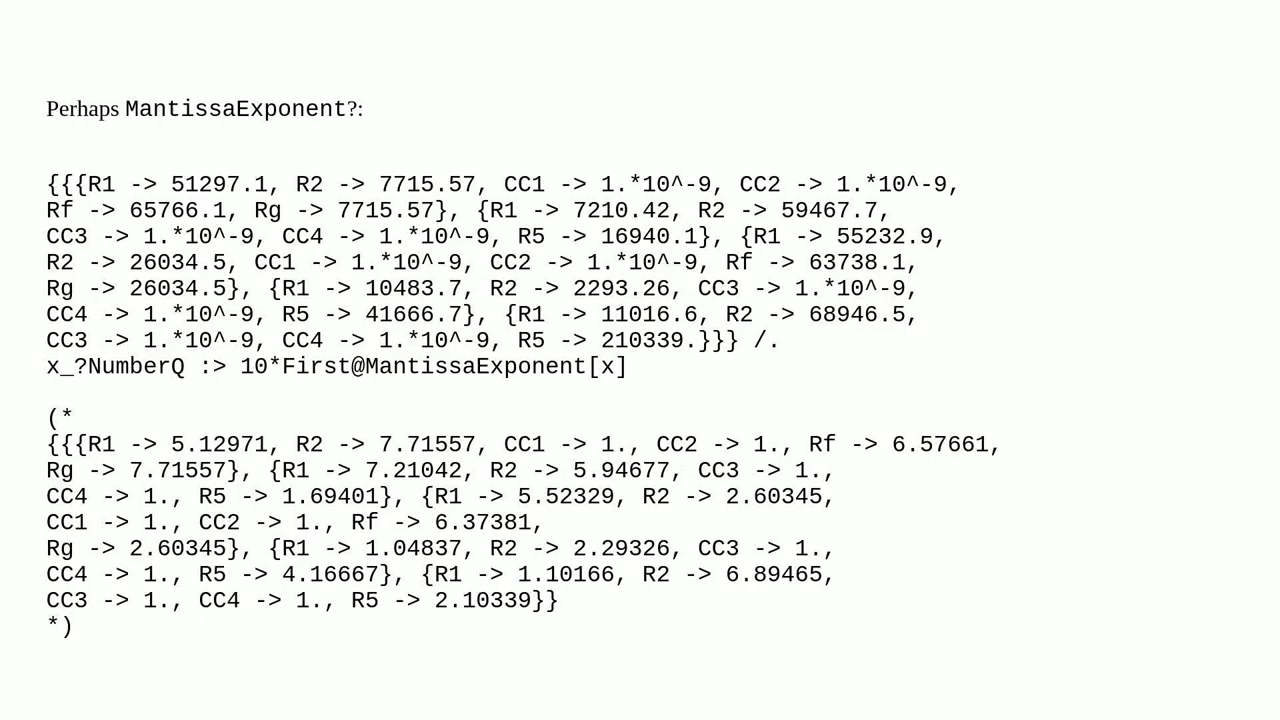 Perhaps MantissaExponent?:
{{{R1 -> 51297.1, R2 -> 7715.57, CC1 -> 1.*10^-9, CC2 -> 1.*10^-9,
Rf -> 65766.1, Rg -> 7715.57}, {R1 -> 7210.42, R2 -> 59467.7,
CC3 -> 1.*10^-9, CC4 -> 1.*10^-9, R5 -> 16940.1}, {R1 -> 55232.9,
R2 -> 26034.5, CC1 -> 1.*10^-9, CC2 -> 1.*10^-9, Rf -> 63738.1,
Rg -> 26034.5}, {R1 -> 10483.7, R2 -> 2293.26, CC3 -> 1.*10^-9,
CC4 -> 1.*10^-9, R5 -> 41666.7}, {R1 -> 11016.6, R2 -> 68946.5,
CC3 -> 1.*10^-9, CC4 -> 1.*10^-9, R5 -> 210339.}}} /.
x_?NumberQ :> 10*First@MantissaExponent[x]
(*
{{{R1 -> 5.12971, R2 -> 7.71557, CC1 -> 1., CC2 -> 1., Rf -> 6.57661,
Rg -> 7.71557}, {R1 -> 7.21042, R2 -> 5.94677, CC3 -> 1.,
CC4 -> 1., R5 -> 1.69401}, {R1 -> 5.52329, R2 -> 2.60345,
CC1 -> 1., CC2 -> 1., Rf -> 6.37381,
Rg -> 2.60345}, {R1 -> 1.04837, R2 -> 2.29326, CC3 -> 1.,
CC4 -> 1., R5 -> 4.16667}, {R1 -> 1.10166, R2 -> 6.89465,
CC3 -> 1., CC4 -> 1., R5 -> 2.10339}}
*)